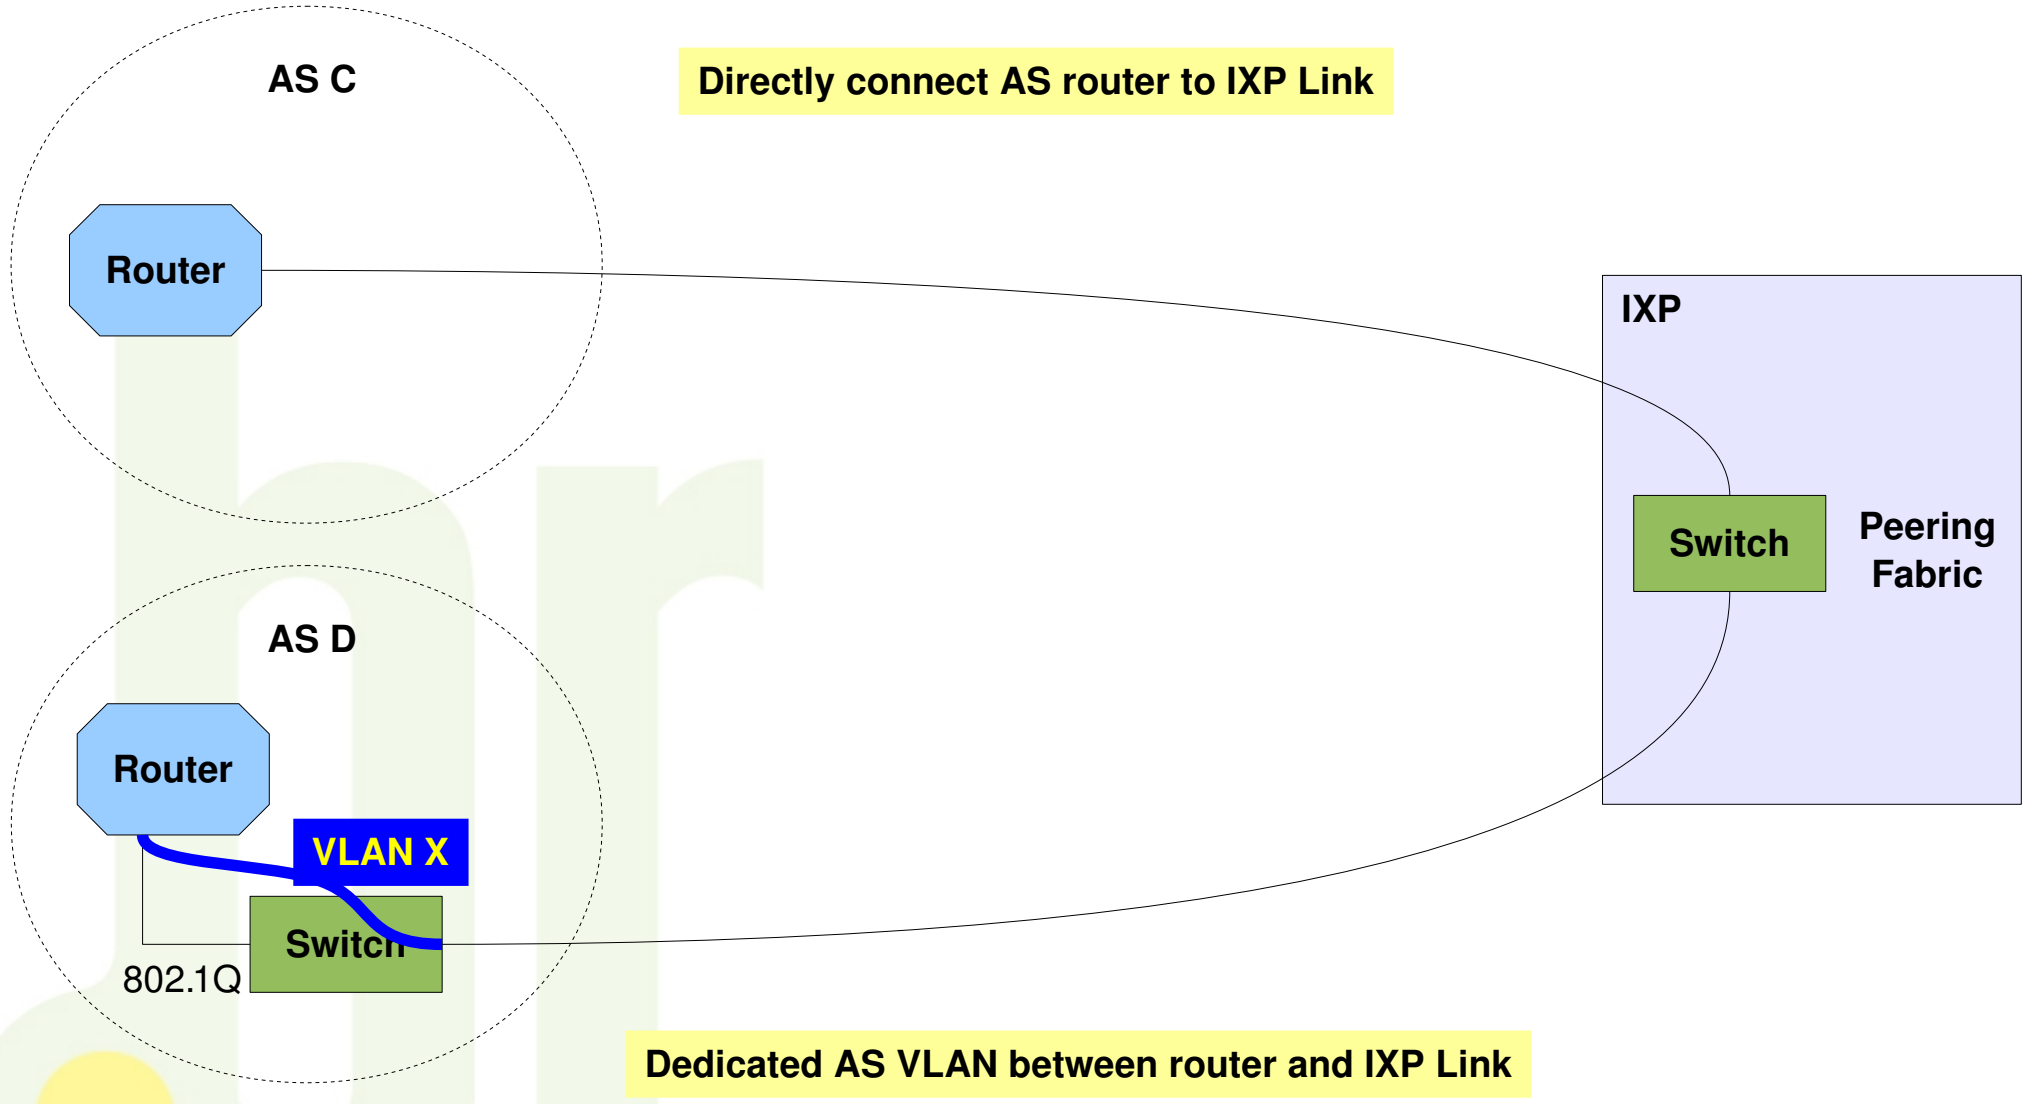 AS C
Directly connect AS router to IXP Link
Router
IXP
Switch
Peering
Fabric
AS D
Router
VLAN X
Switch
802.1Q
Dedicated AS VLAN between router and IXP Link